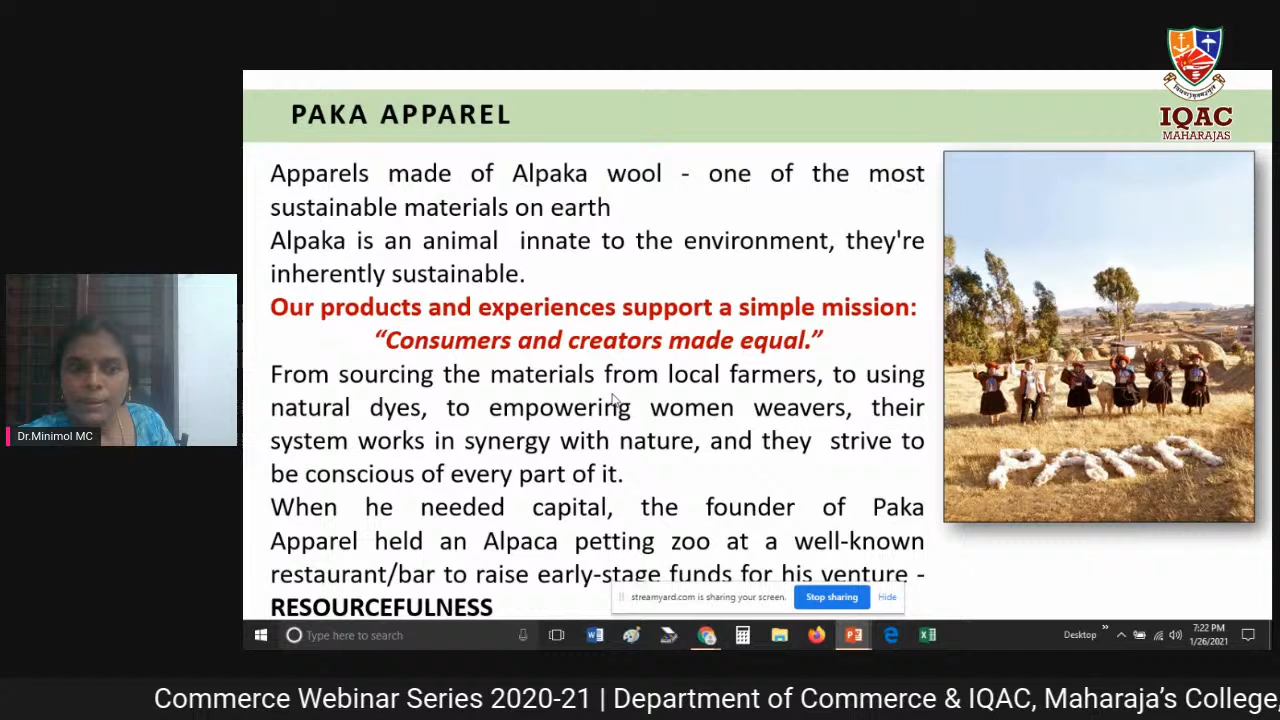 IQAC
MAHARAJAS
PAKA APPAREL
Apparels made of Alpaka wool - one of the most
sustainable materials on earth
Alpaka is an animal innate to the environment, they're
inherently sustainable.
Our products and experiences support a simple mission:
“Consumers and creators made equal.”
From sourcing the materials from local farmers, to using
natural dyes, to empowering women weavers, their
system works in synergy with nature, and they strive to
be conscious of every part of it.
When he needed capital, the founder of Paka
Apparel held an Alpaca petting zoo at a well-known
restaurant/bar to raise early-stage funds for his venture -
RESOURCEFULNESS
PAKA
Dr.Minimol MC
streamyard.com is sharing your screen.
Stop sharing
Hide
Type here to search
Desktop
7:22 PM
1/26/2021
Commerce Webinar Series 2020-21 | Department of Commerce & IQAC, Maharaja’s College,